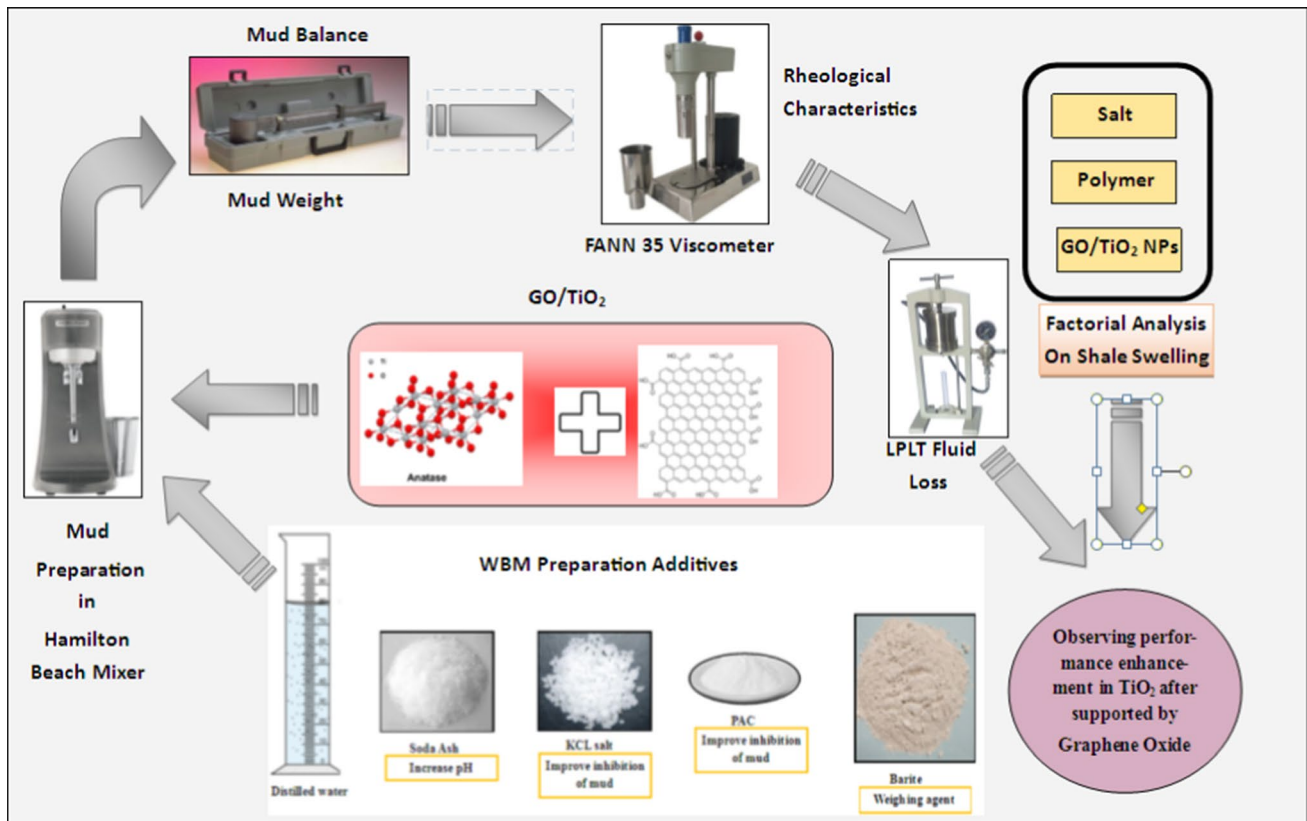 Mud Balance
Mud Weight
FANN 35 Viscometer
Rheological
Characteristics
Salt
Polymer
GO/TiO₂ NPs
Factorial Analysis
On Shale Swelling
LPLT Fluid
Loss
GO/TiO₂
Ti
O
Anatase
Mud
Preparation
in
Hamilton
Beach Mixer
WBM Preparation Additives
Distilled water
Soda Ash
Increase pH
KCL salt
Improve inhibition
of mud
PAC
Improve inhibition
of mud
Barite
Weighing agent
Observing perfor-
mance enhance-
ment in TiO₂ after
supported by
Graphene Oxide